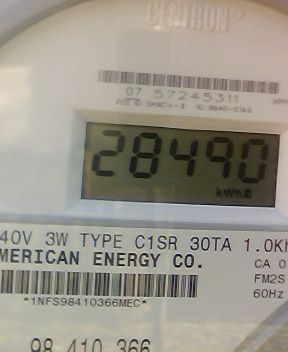 CENTRON®
07 57245311
28490
kWh
40V 3W TYPE C1SR 30TA 1.0Kh
MERICAN ENERGY CO.
CA 0
FM2S
60Hz
*1NFS98410366MEC*
98 410 366